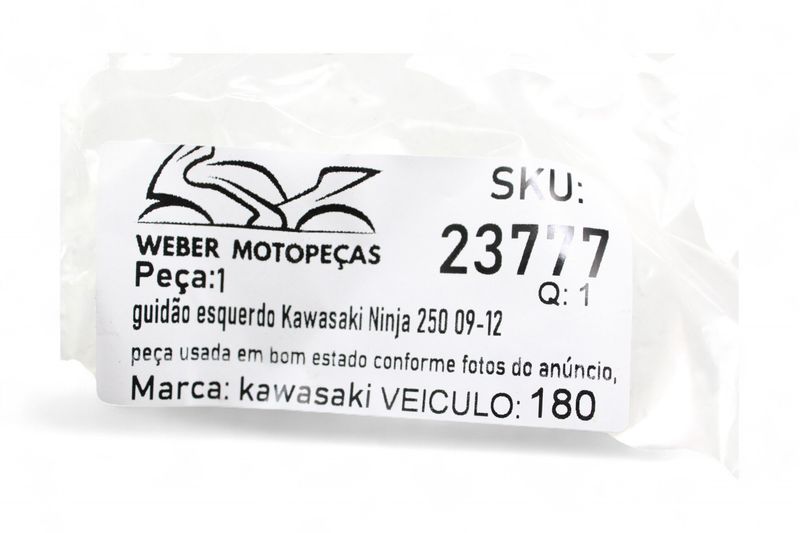 SKU:
23777
WEBER MOTOPEÇAS
Peça:1
Q: 1
guidão esquerdo Kawasaki Ninja 250 09-12
peça usada em bom estado conforme fotos do anúncio,
Marca: kawasaki VEICULO: 180